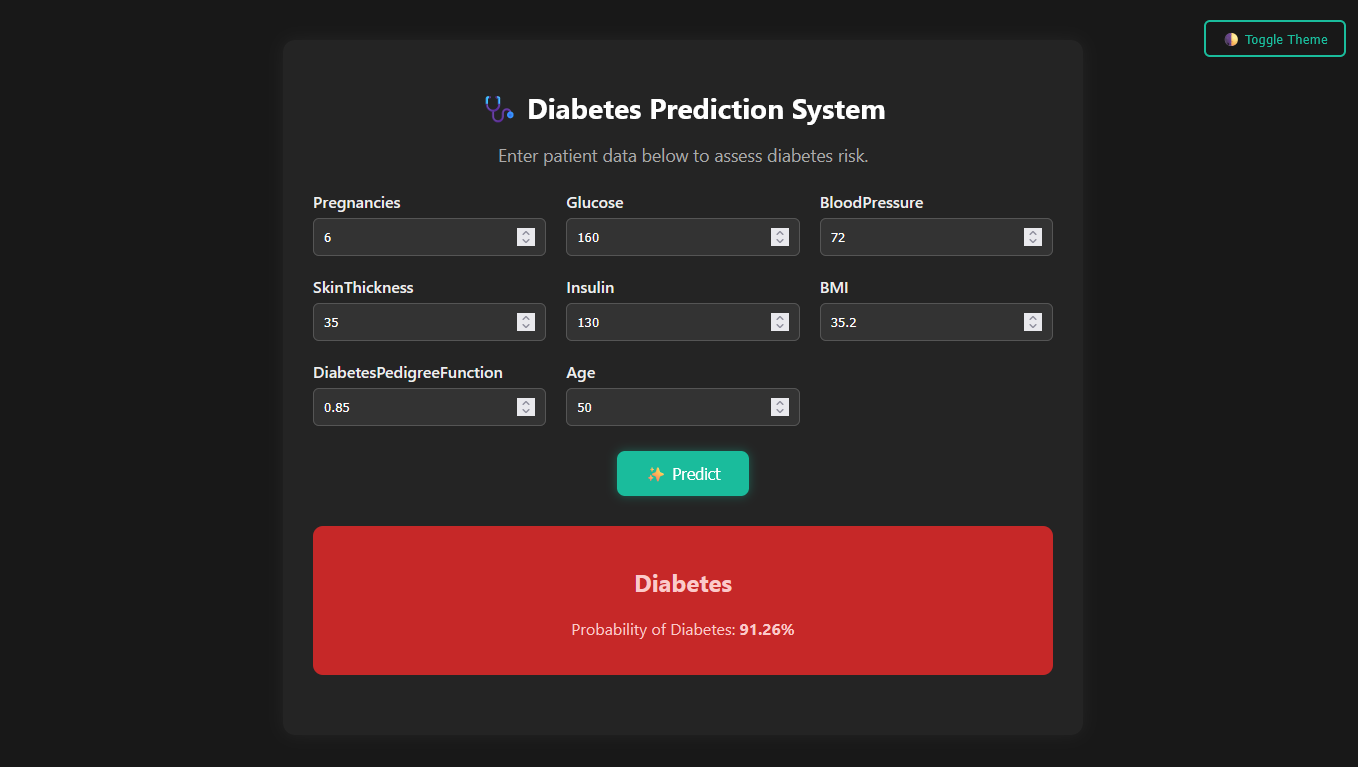 Toggle Theme
Diabetes Prediction System
Enter patient data below to assess diabetes risk.
Pregnancies Glucose BloodPressure
6 160 72
SkinThickness Insulin BMI
35 130 35.2
DiabetesPedigreeFunction Age
0.85 50
Predict
Diabetes
Probability of Diabetes: 91.26%